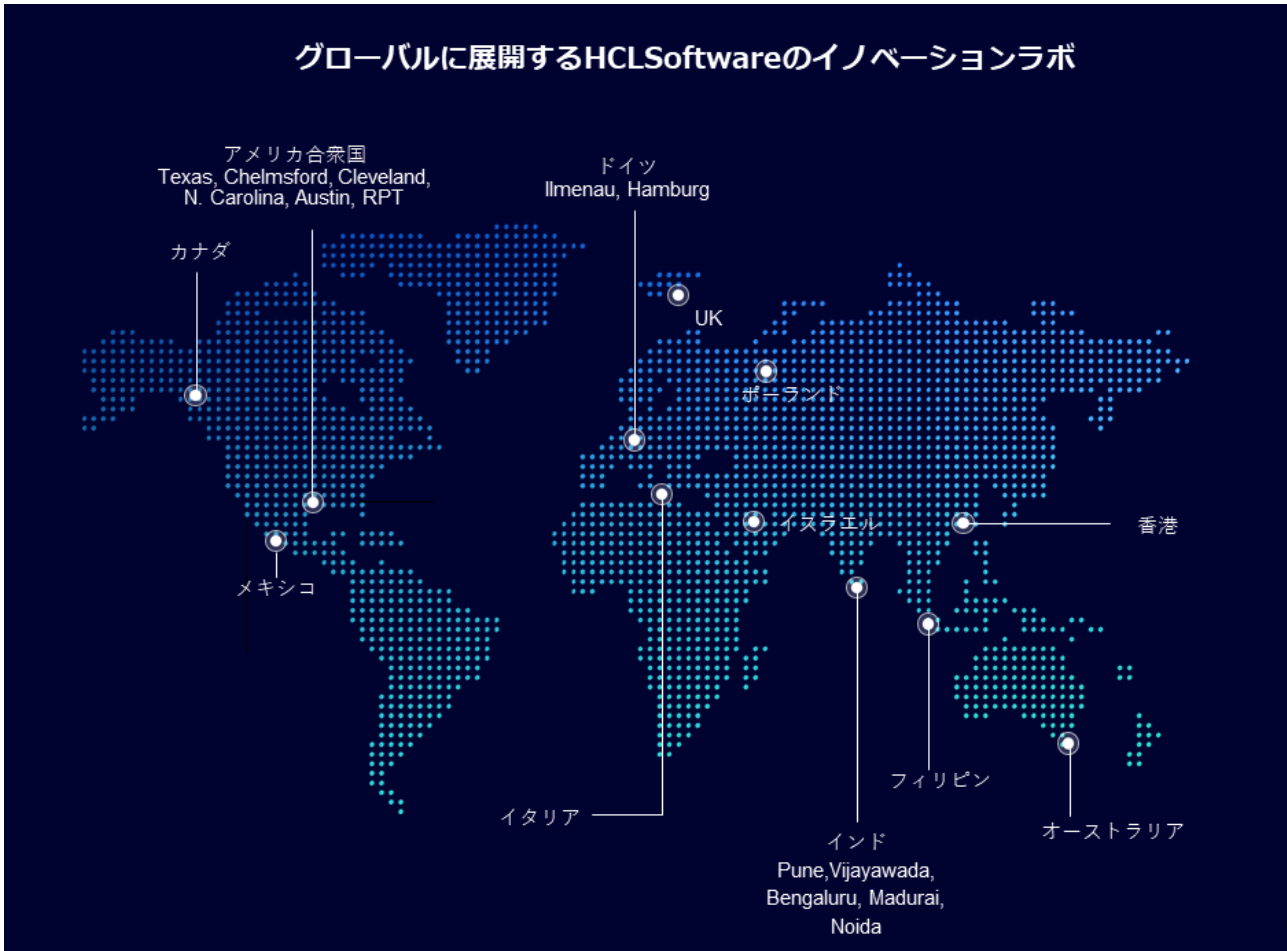 グローバルに展開するHCLSoftwareのイノベーションラボ
アメリカ合衆国
Texas, Chelmsford, Cleveland,
N. Carolina, Austin, RPT
ドイツ
Ilmenau, Hamburg
カナダ
UK
ポーランド
イスラエル
香港
メキシコ
フィリピン
イタリア
オーストラリア
インド
Pune,Vijayawada,
Bengaluru, Madurai,
Noida